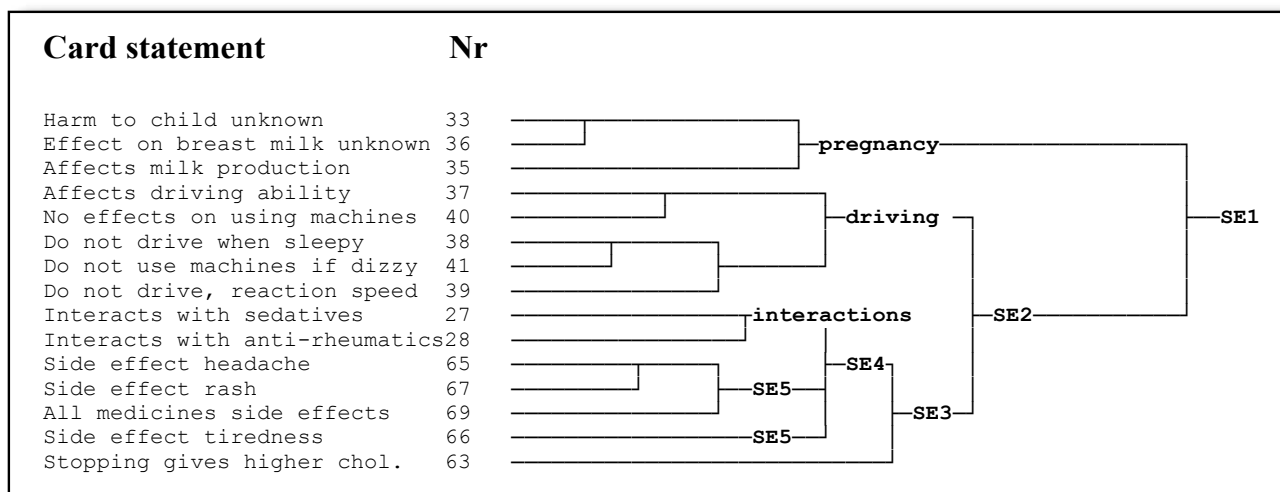 Card statement Nr
Harm to child unknown 33
Effect on breast milk unknown 36 pregnancy
Affects milk production 35
Affects driving ability 37
No effects on using machines 40 driving SE1
Do not drive when sleepy 38
Do not use machines if dizzy 41
Do not drive, reaction speed 39
Interacts with sedatives 27 interactions SE2
Interacts with anti-rheumatics28
Side effect headache 65 SE4
Side effect rash 67 SE5
All medicines side effects 69 SE3
Side effect tiredness 66 SE5
Stopping gives higher chol. 63